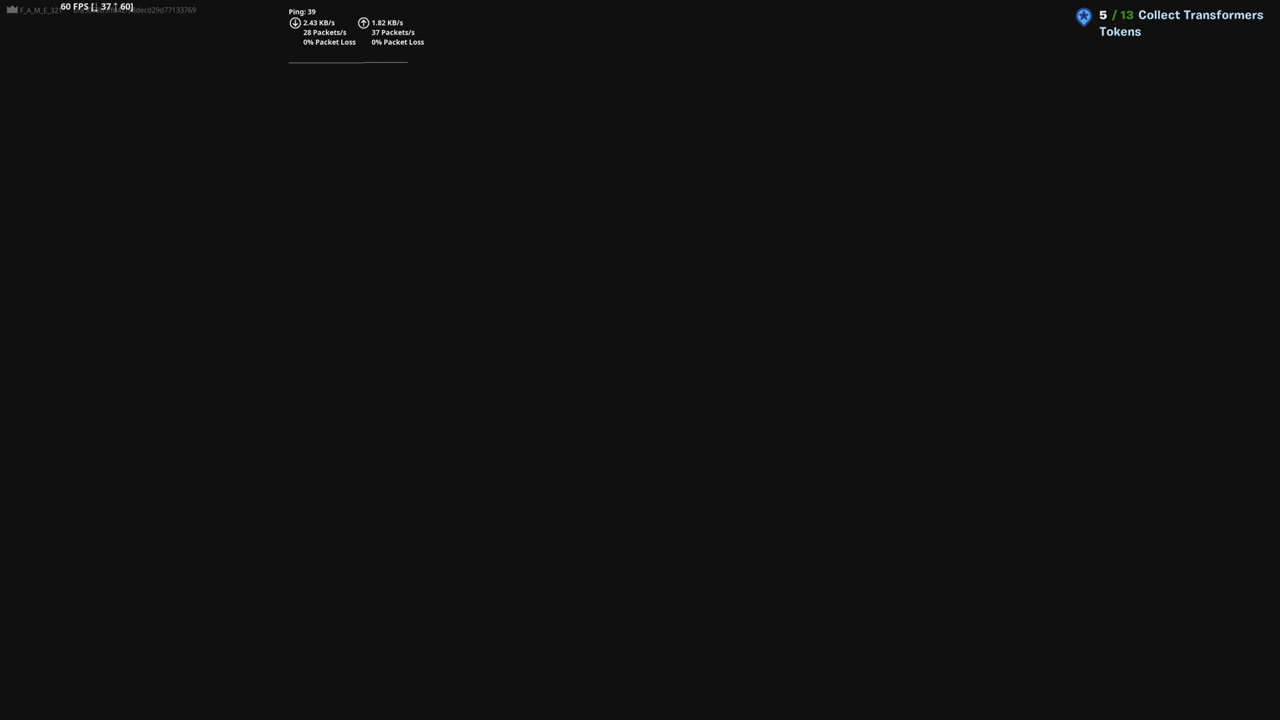 60 FPS [↓ 37 ↑ 60]
Ping: 39
2.43 KB/s 1.82 KB/s
28 Packets/s 37 Packets/s
0% Packet Loss 0% Packet Loss
5 / 13 Collect Transformers
Tokens